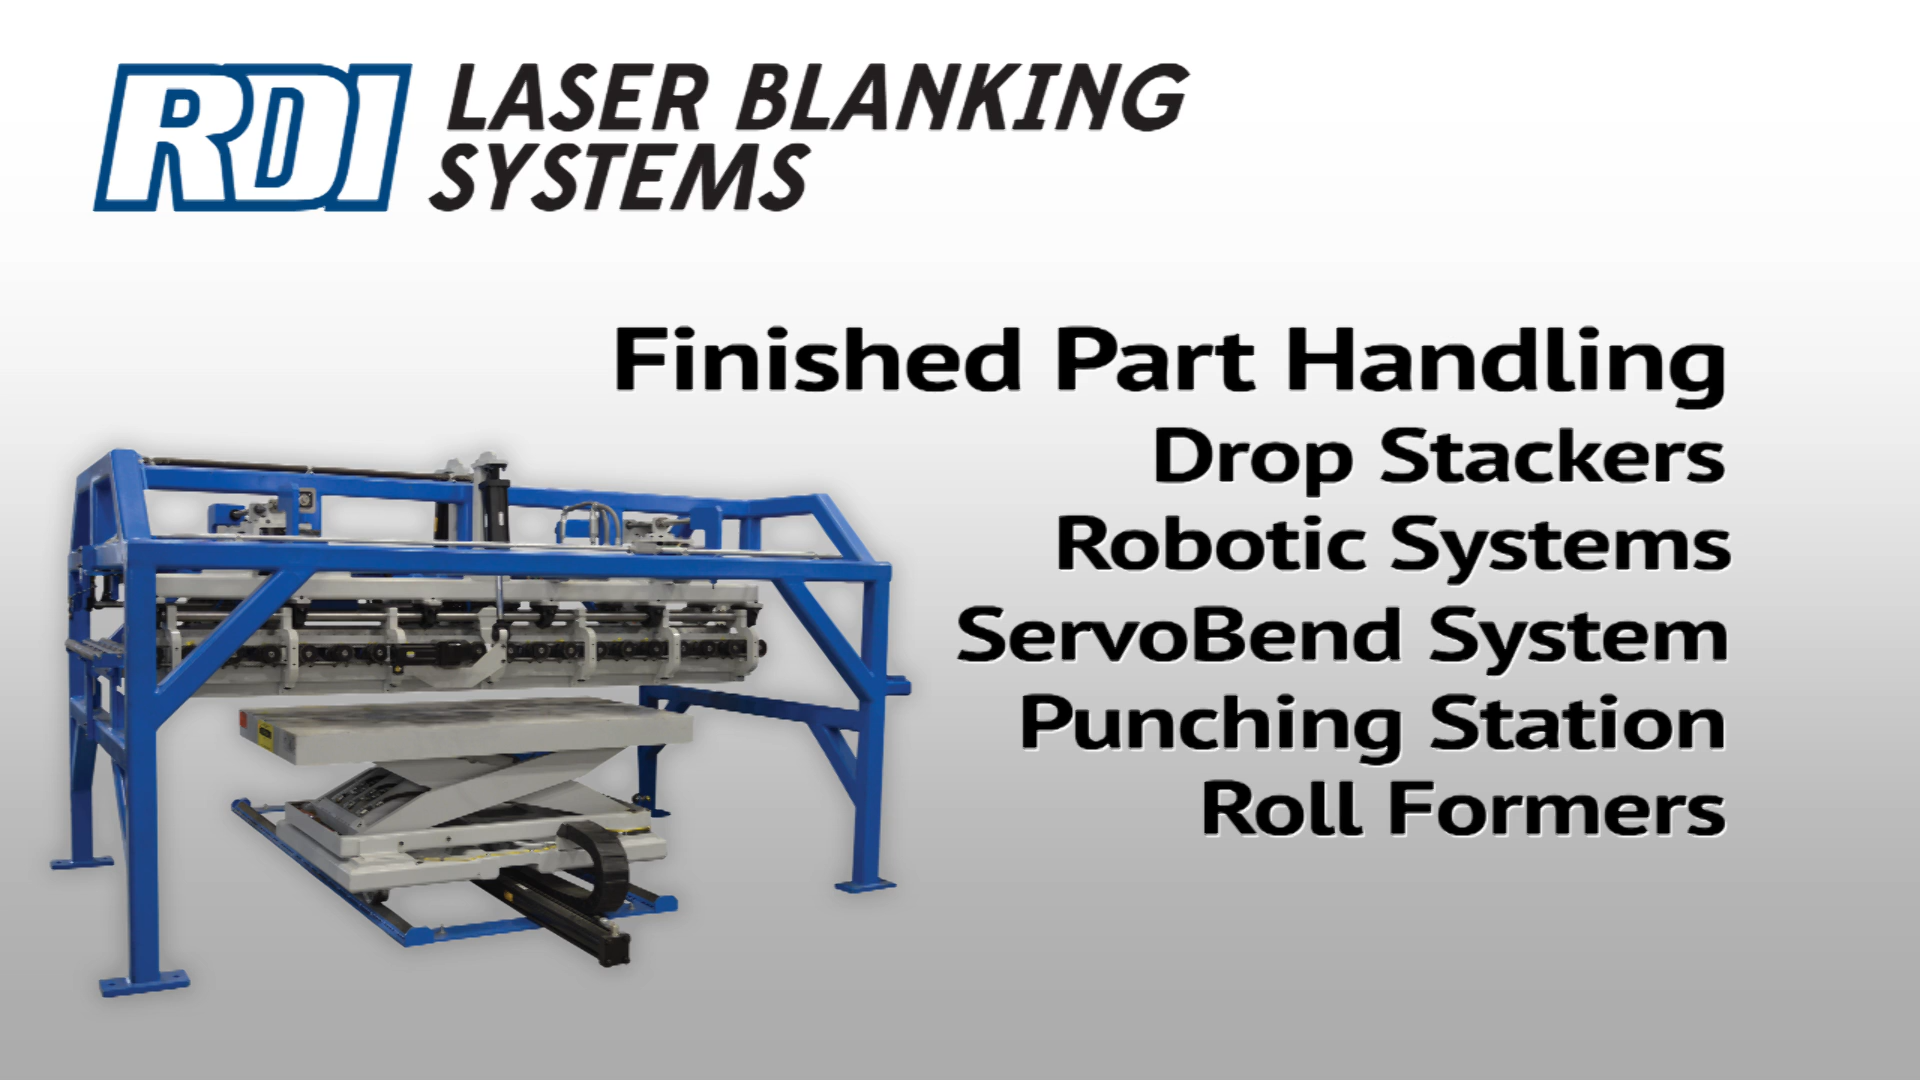 RDI LASER BLANKING
SYSTEMS
Finished Part Handling
Drop Stackers
Robotic Systems
ServoBend System
Punching Station
Roll Formers